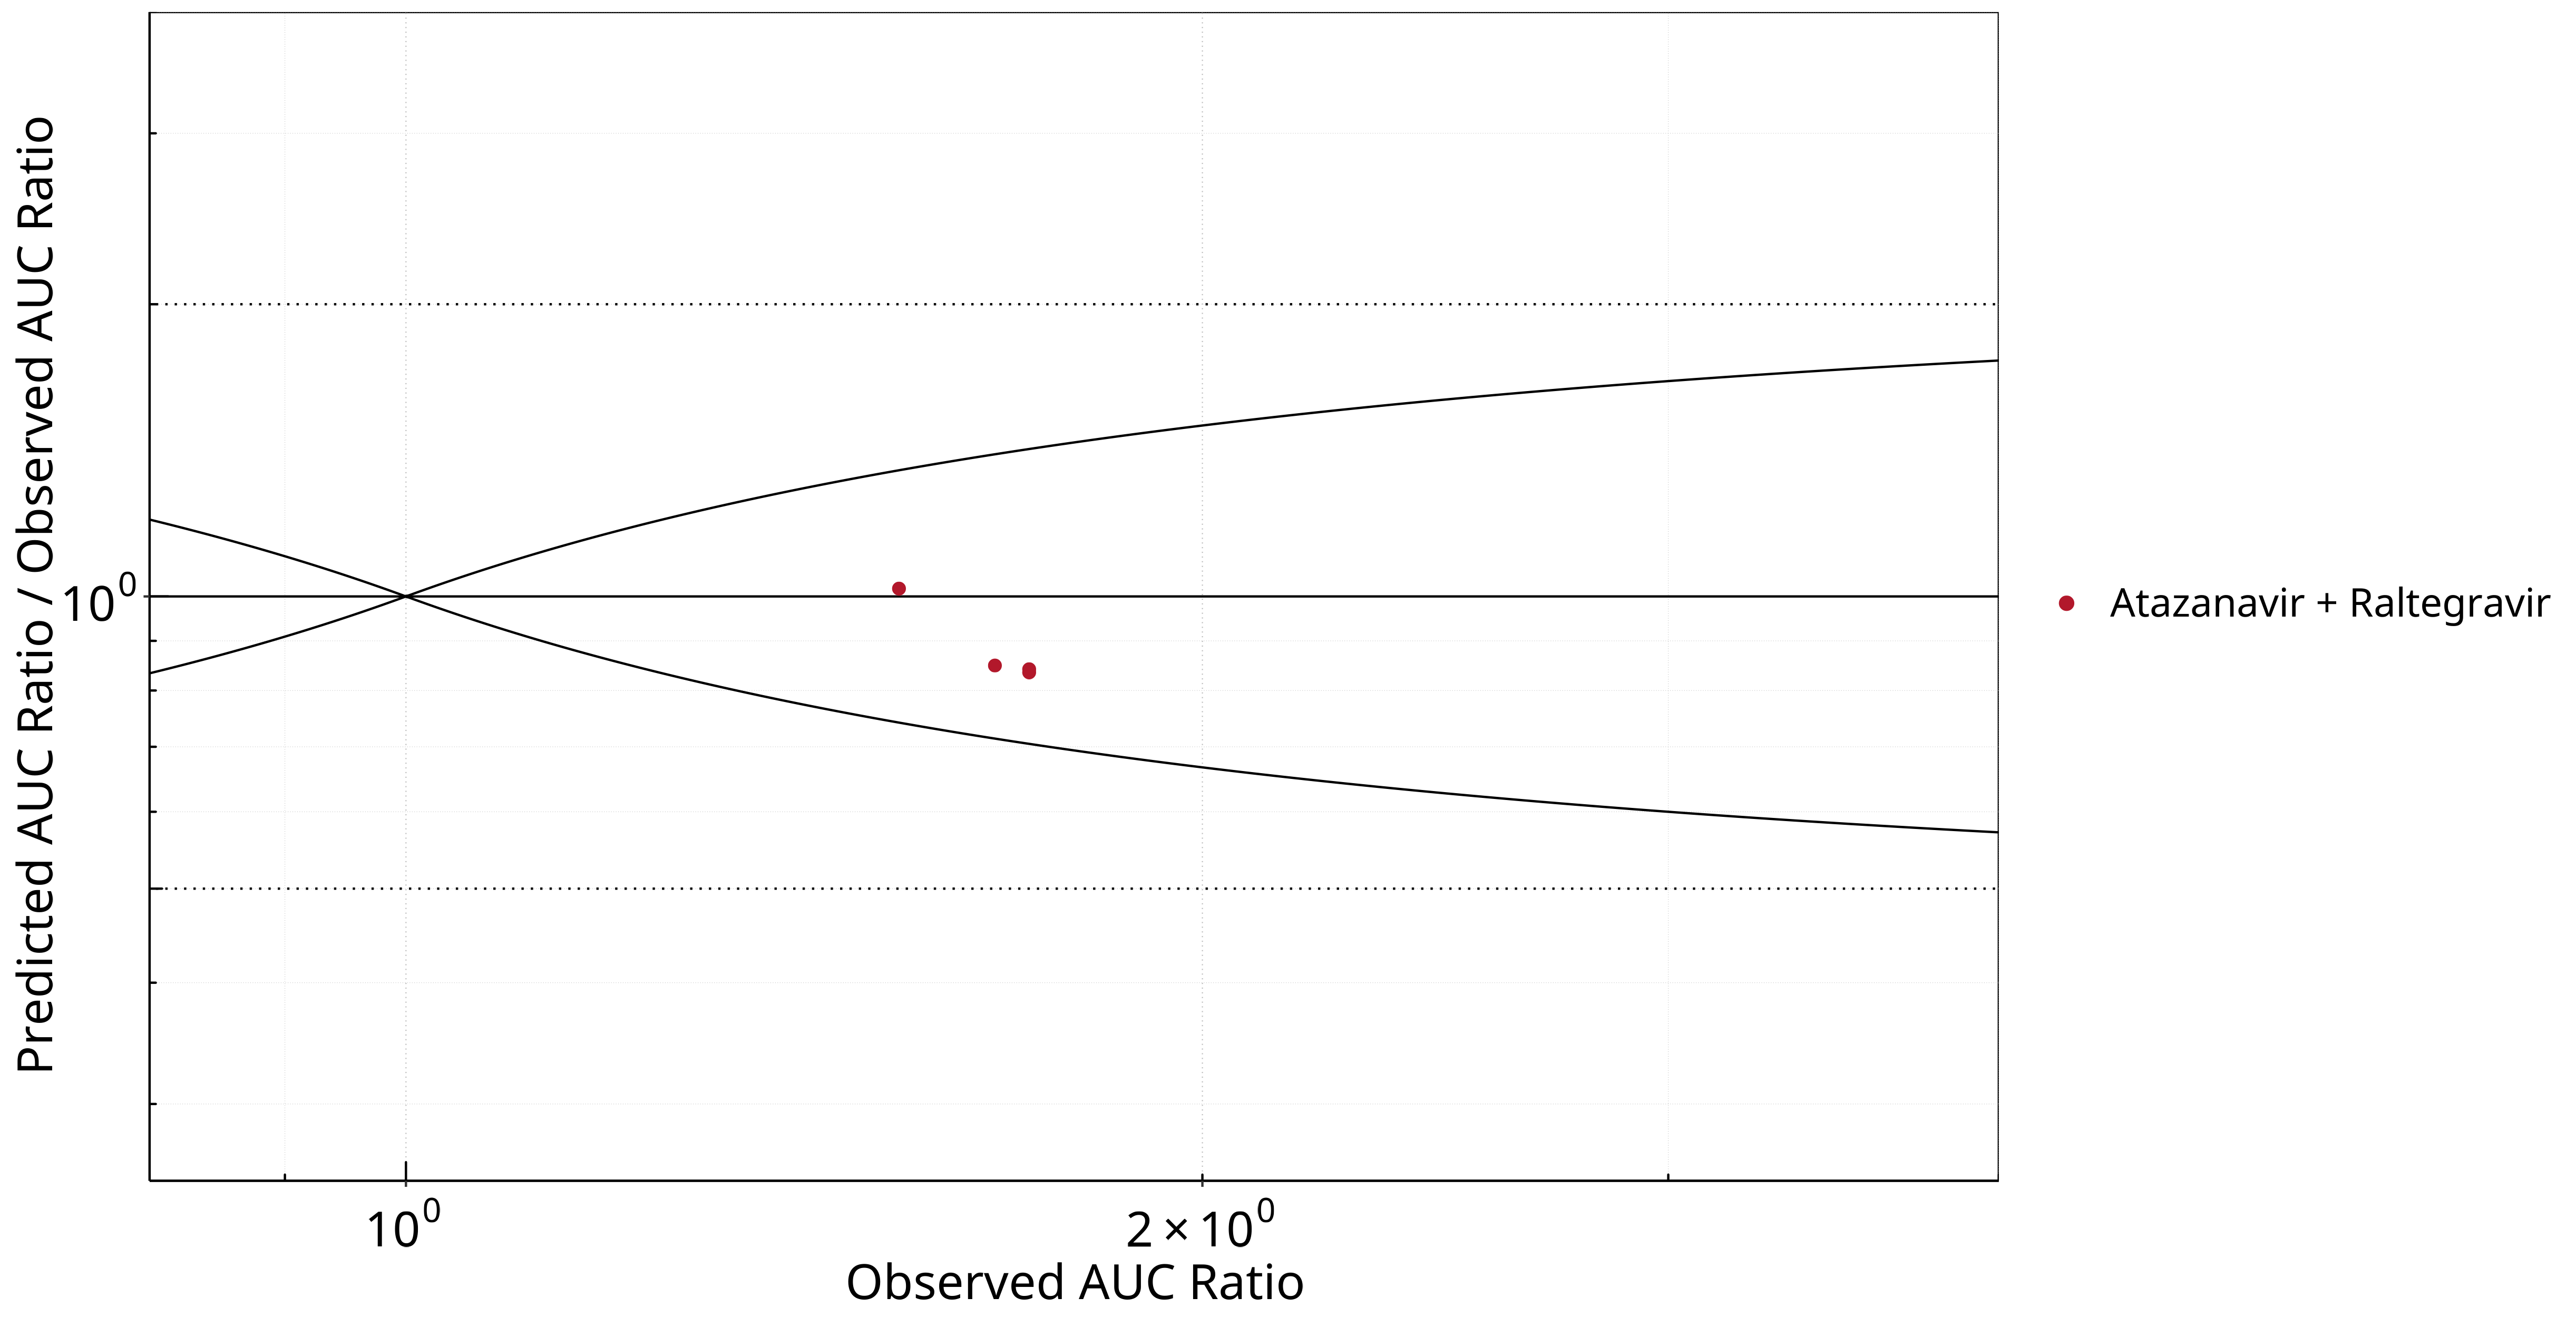 Predicted AUC Ratio / Observed AUC Ratio
10⁰
10⁰
2×10⁰
Observed AUC Ratio
Atazanavir + Raltegravir